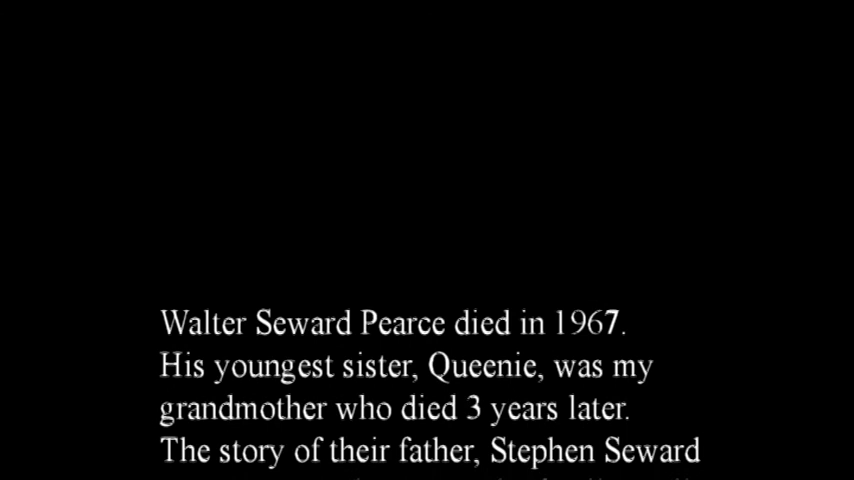 Walter Seward Pearce died in 1967.
His youngest sister, Queenie, was my
grandmother who died 3 years later.
The story of their father, Stephen Seward